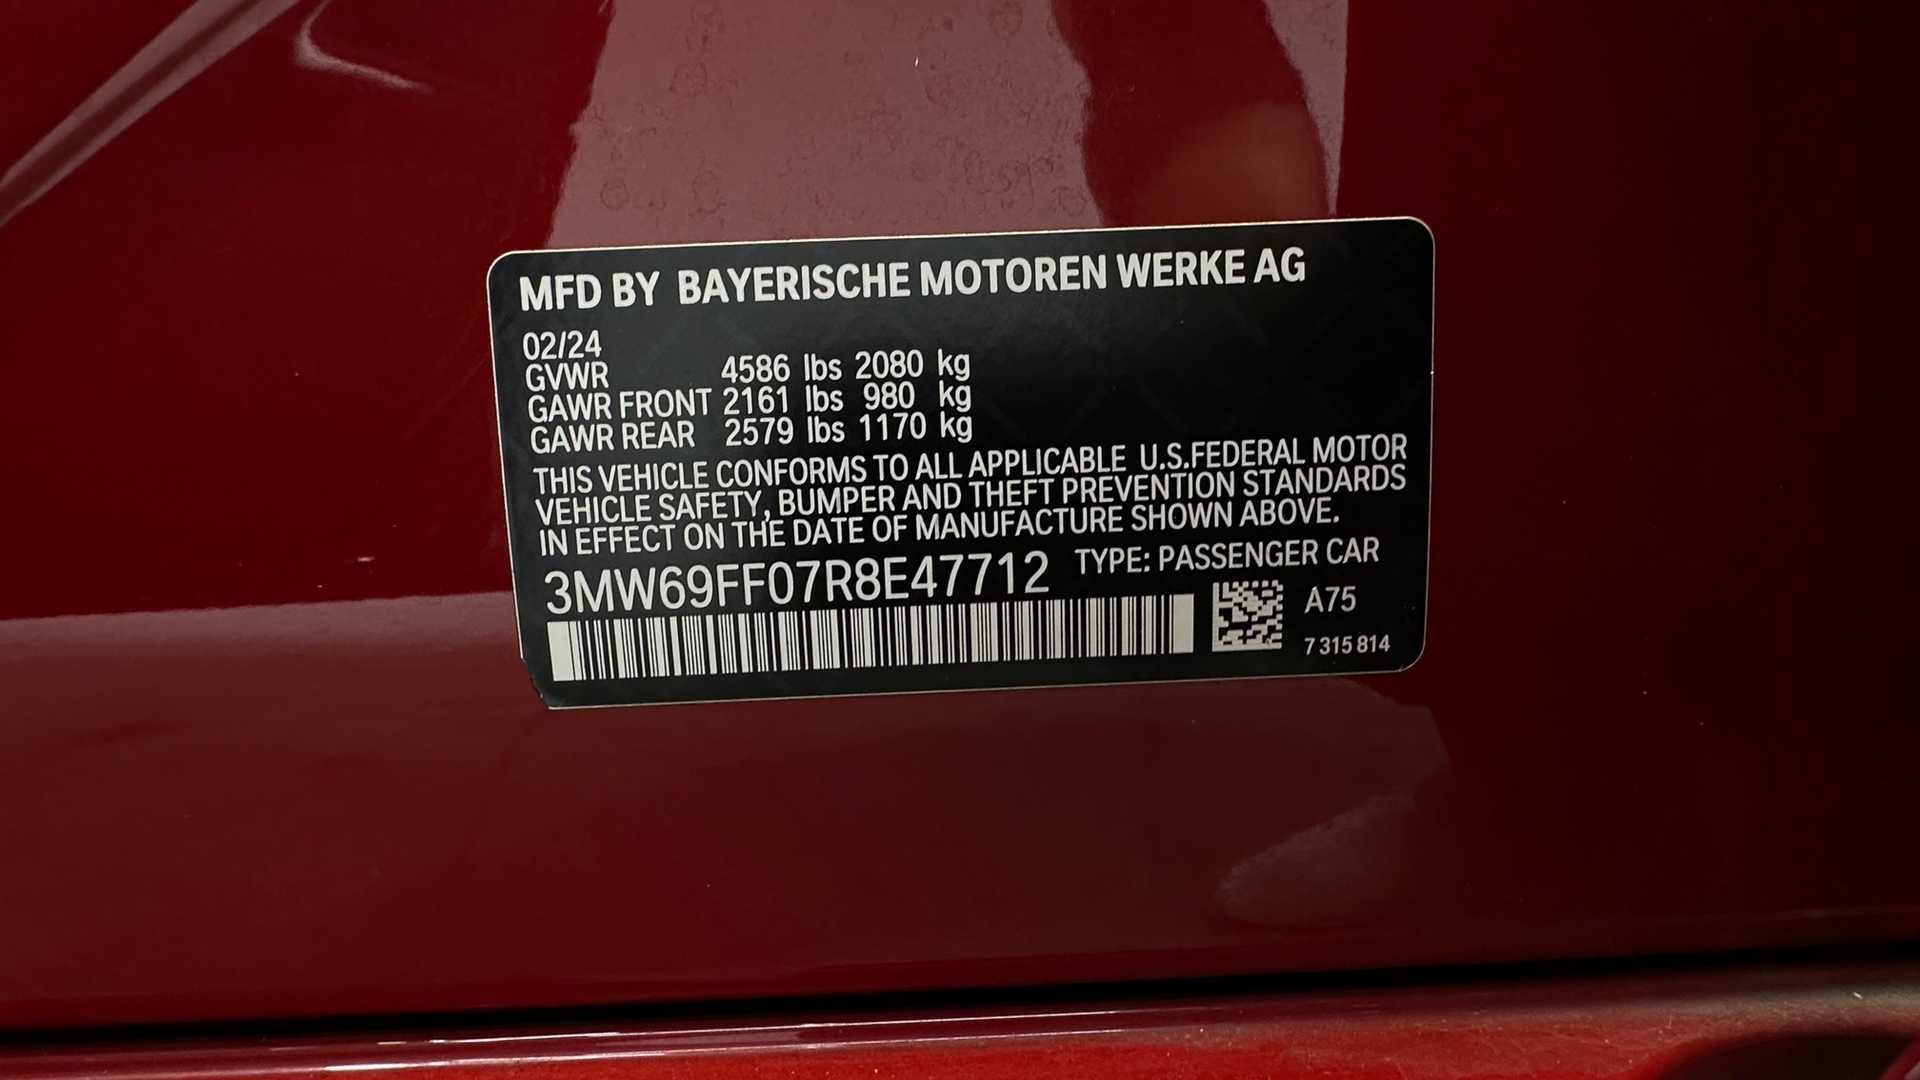 MFD BY BAYERISCHE MOTOREN WERKE AG
02/24
GVWR 4586 lbs 2080 kg
GAWR FRONT 2161 lbs 980 kg
GAWR REAR 2579 lbs 1170 kg
THIS VEHICLE CONFORMS TO ALL APPLICABLE U.S.FEDERAL MOTOR
VEHICLE SAFETY, BUMPER AND THEFT PREVENTION STANDARDS
IN EFFECT ON THE DATE OF MANUFACTURE SHOWN ABOVE.
3MW69FF07R8E47712 TYPE: PASSENGER CAR
A75
7 315 814